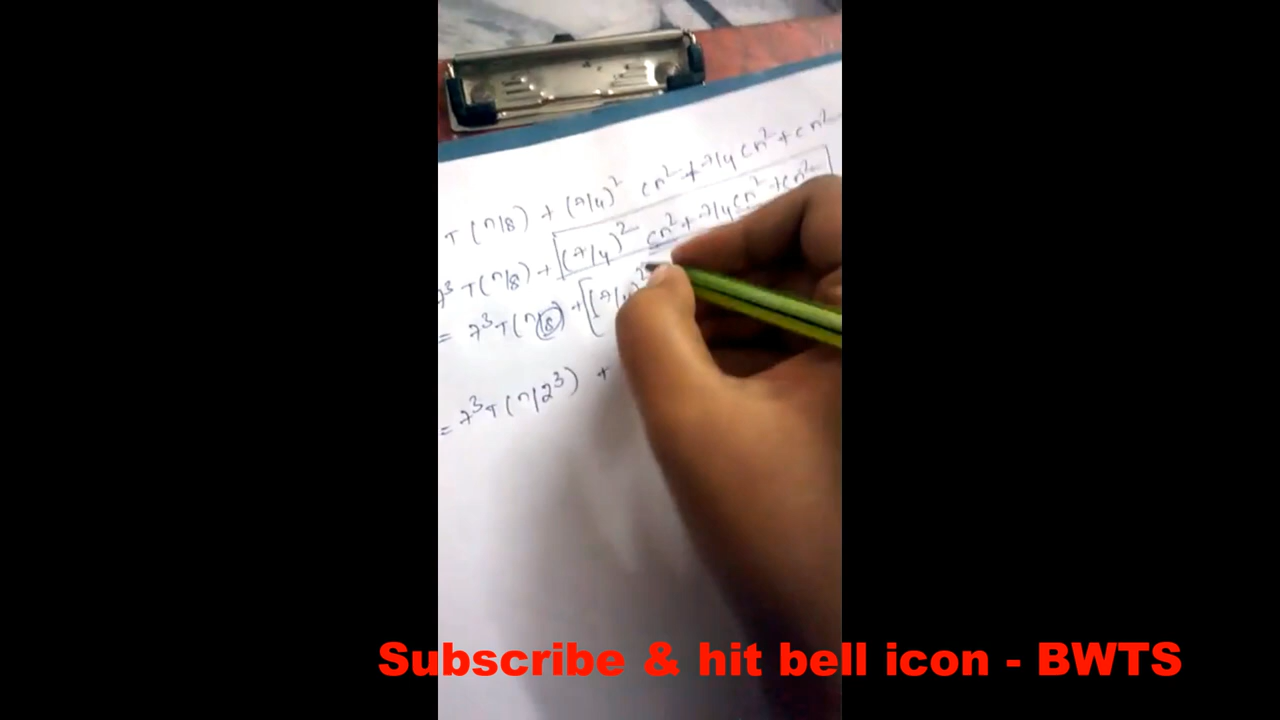 T(n/8) + (7/4)² cn² + 7/4 cn² + cn²
7³ T(n/8) + [(7/4)² cn² + 7/4 cn² + cn²
= 7³ T(n/8) + [(7/4)²
= 7³ T(n/2³) +
Subscribe & hit bell icon - BWTS